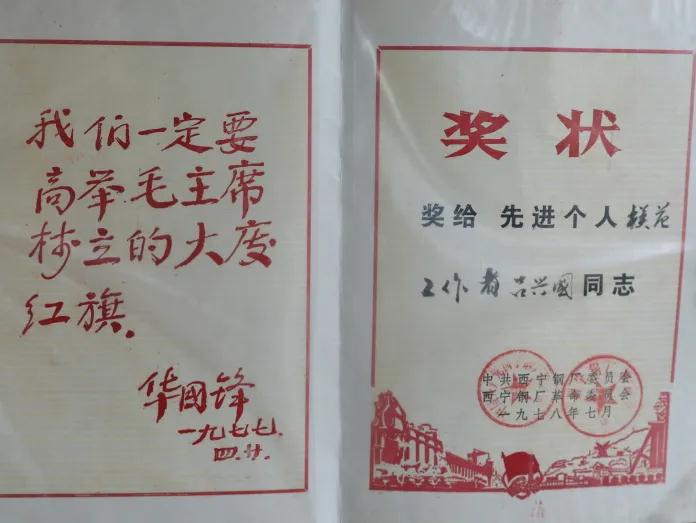 我们一定要
高举毛主席
树立的大庆
红旗.
华国锋
一九七七.
四.廿.
奖状
奖给 先进个人模范
工作者吉兴國同志
中共西宁钢厂委员会
西宁钢厂革命委员会
一九七八年七月